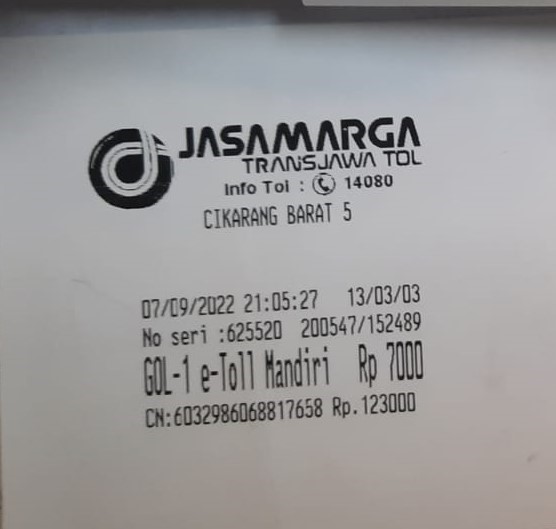 JASAMARGA
TRANSJAWA TOL
Info Tol : 14080
CIKARANG BARAT 5
07/09/2022 21:05:27 13/03/03
No seri :625520 200547/152489
GOL-1 e-Toll Mandiri Rp 7000
CN:6032986068817658 Rp.123000